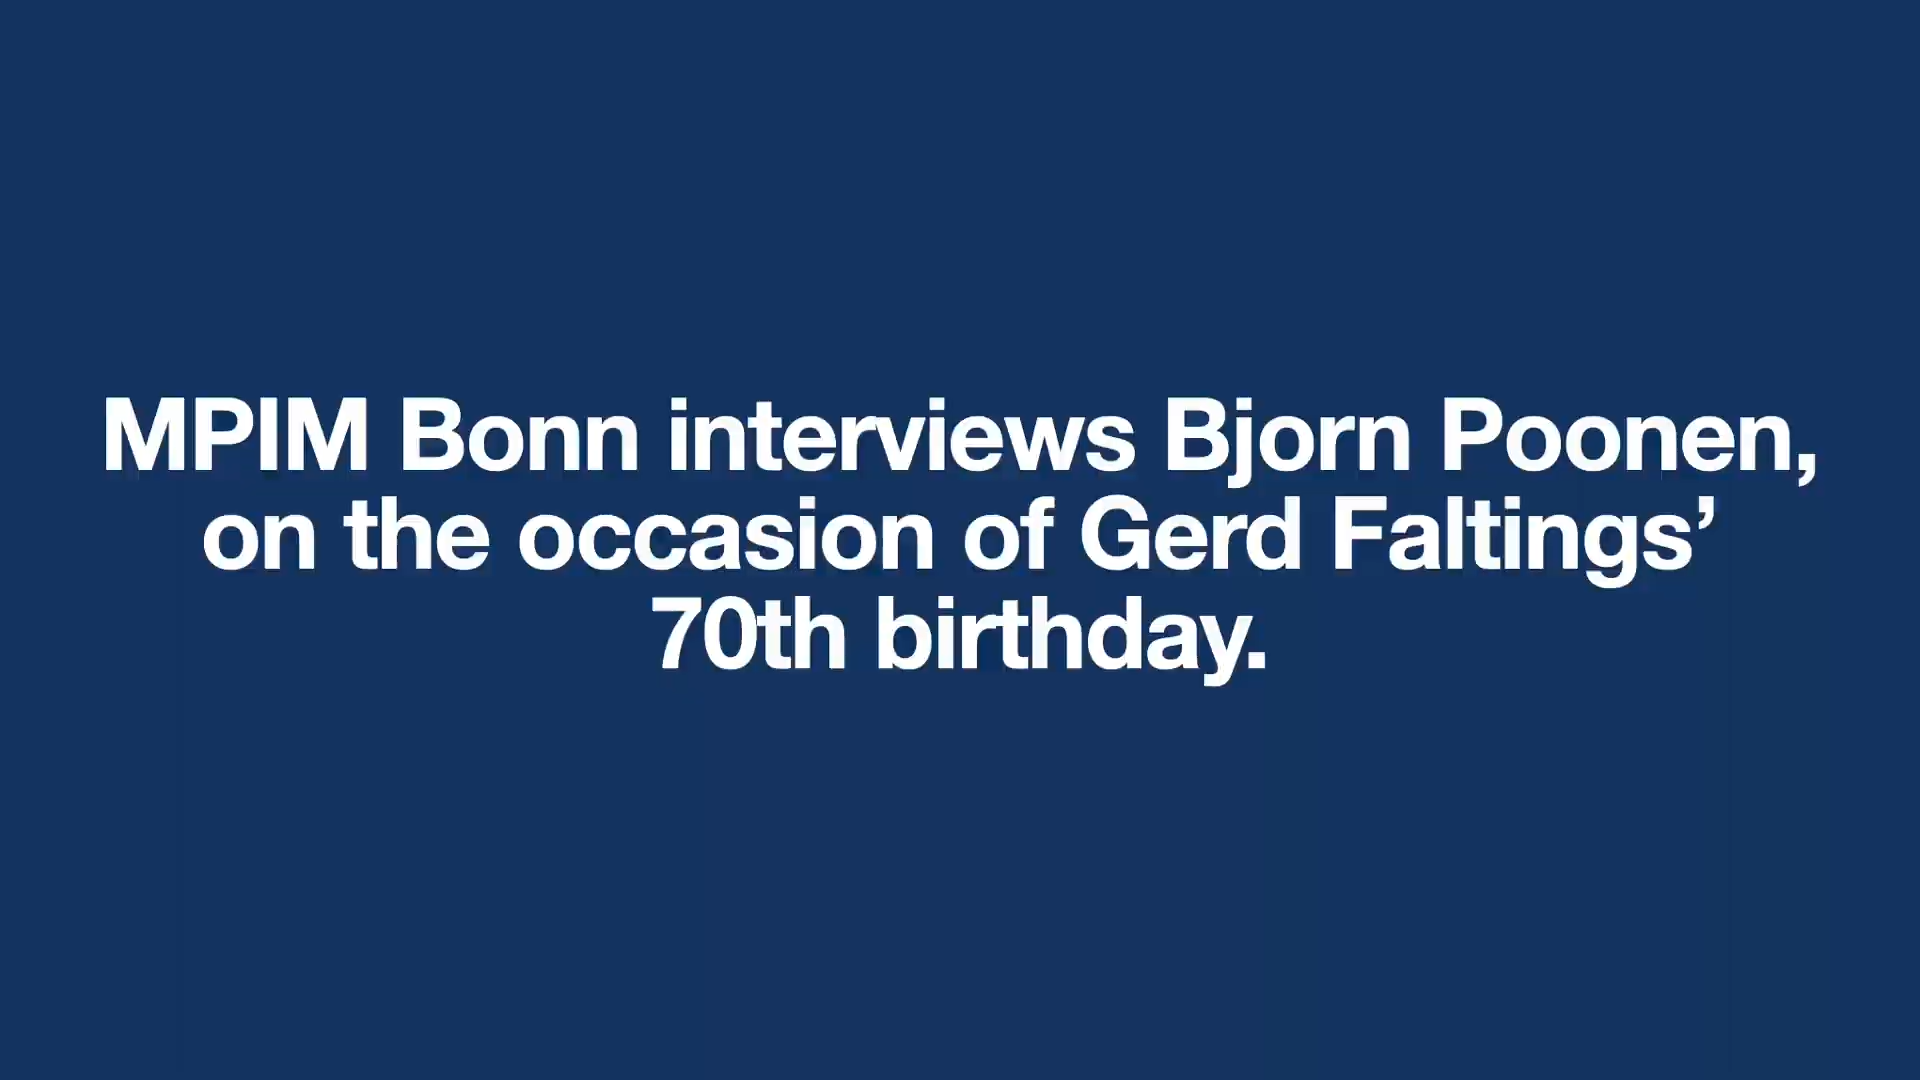 MPIM Bonn interviews Bjorn Poonen,
on the occasion of Gerd Faltings’
70th birthday.